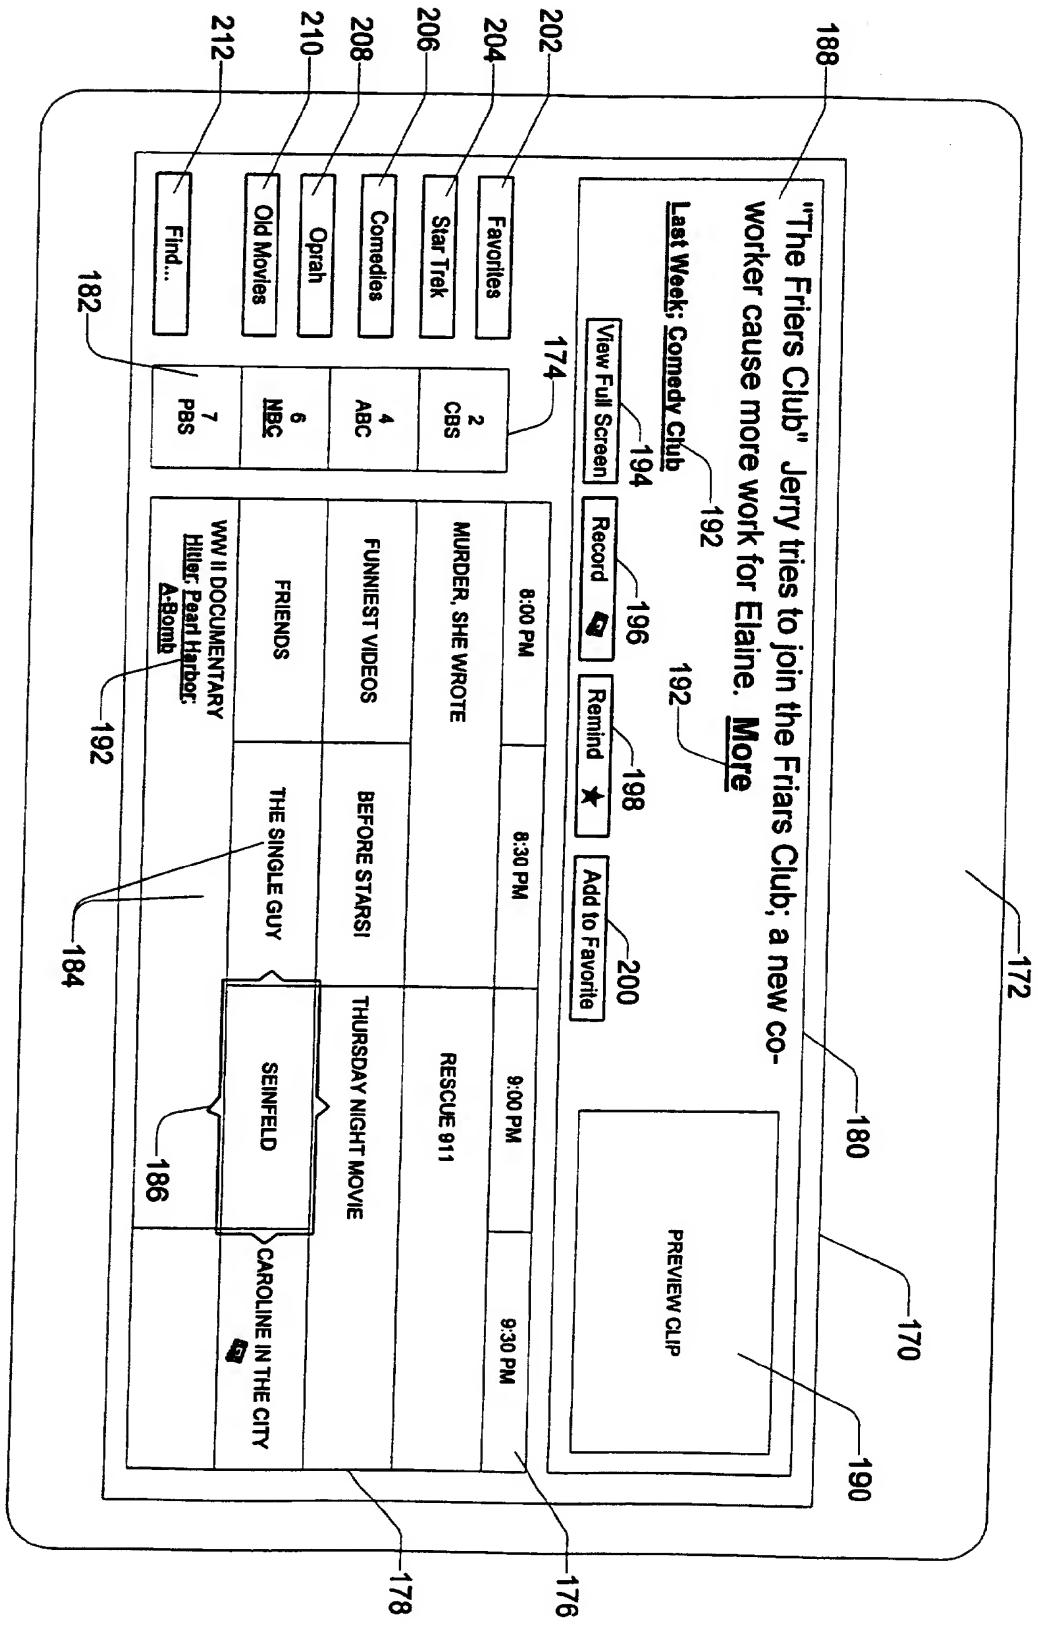 172
188
180
170
"The Friers Club" Jerry tries to join the Friars Club; a new co-
worker cause more work for Elaine. More
192
Last Week; Comedy Club
192
PREVIEW CLIP
190
194
196
198
200
View Full Screen
Record
Remind
Add to Favorite
202
204
206
208
210
212
Favorites
Star Trek
Comedies
Oprah
Old Movies
Find...
174
2
CBS
4
ABC
6
NBC
7
PBS
182
8:00 PM
8:30 PM
9:00 PM
9:30 PM
176
MURDER, SHE WROTE
RESCUE 911
FUNNIEST VIDEOS
BEFORE STARS!
THURSDAY NIGHT MOVIE
178
FRIENDS
THE SINGLE GUY
SEINFELD
CAROLINE IN THE CITY
WW II DOCUMENTARY
Hitler; Pearl Harbor;
A-Bomb
192
184
186